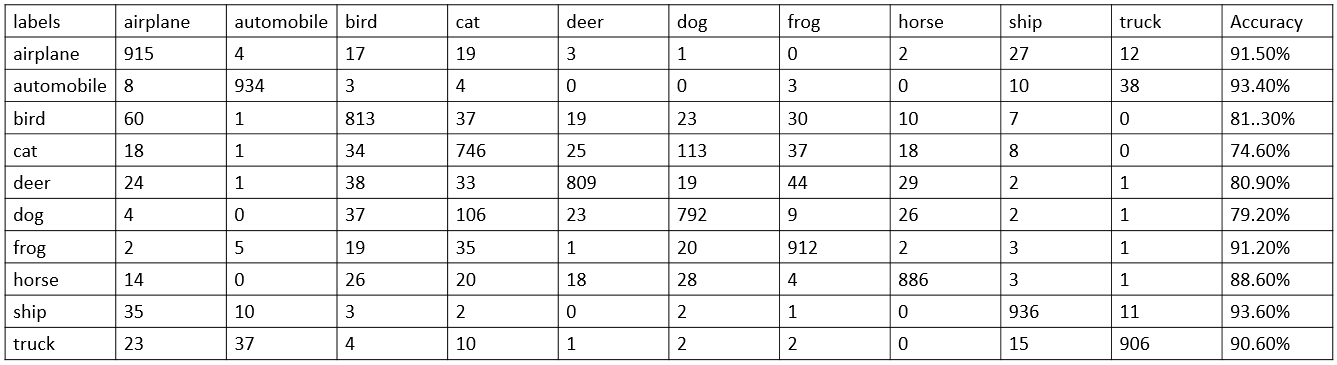 labels airplane automobile bird cat deer dog frog horse ship truck Accuracy
airplane 915 4 17 19 3 1 0 2 27 12 91.50%
automobile 8 934 3 4 0 0 3 0 10 38 93.40%
bird 60 1 813 37 19 23 30 10 7 0 81..30%
cat 18 1 34 746 25 113 37 18 8 0 74.60%
deer 24 1 38 33 809 19 44 29 2 1 80.90%
dog 4 0 37 106 23 792 9 26 2 1 79.20%
frog 2 5 19 35 1 20 912 2 3 1 91.20%
horse 14 0 26 20 18 28 4 886 3 1 88.60%
ship 35 10 3 2 0 2 1 0 936 11 93.60%
truck 23 37 4 10 1 2 2 0 15 906 90.60%